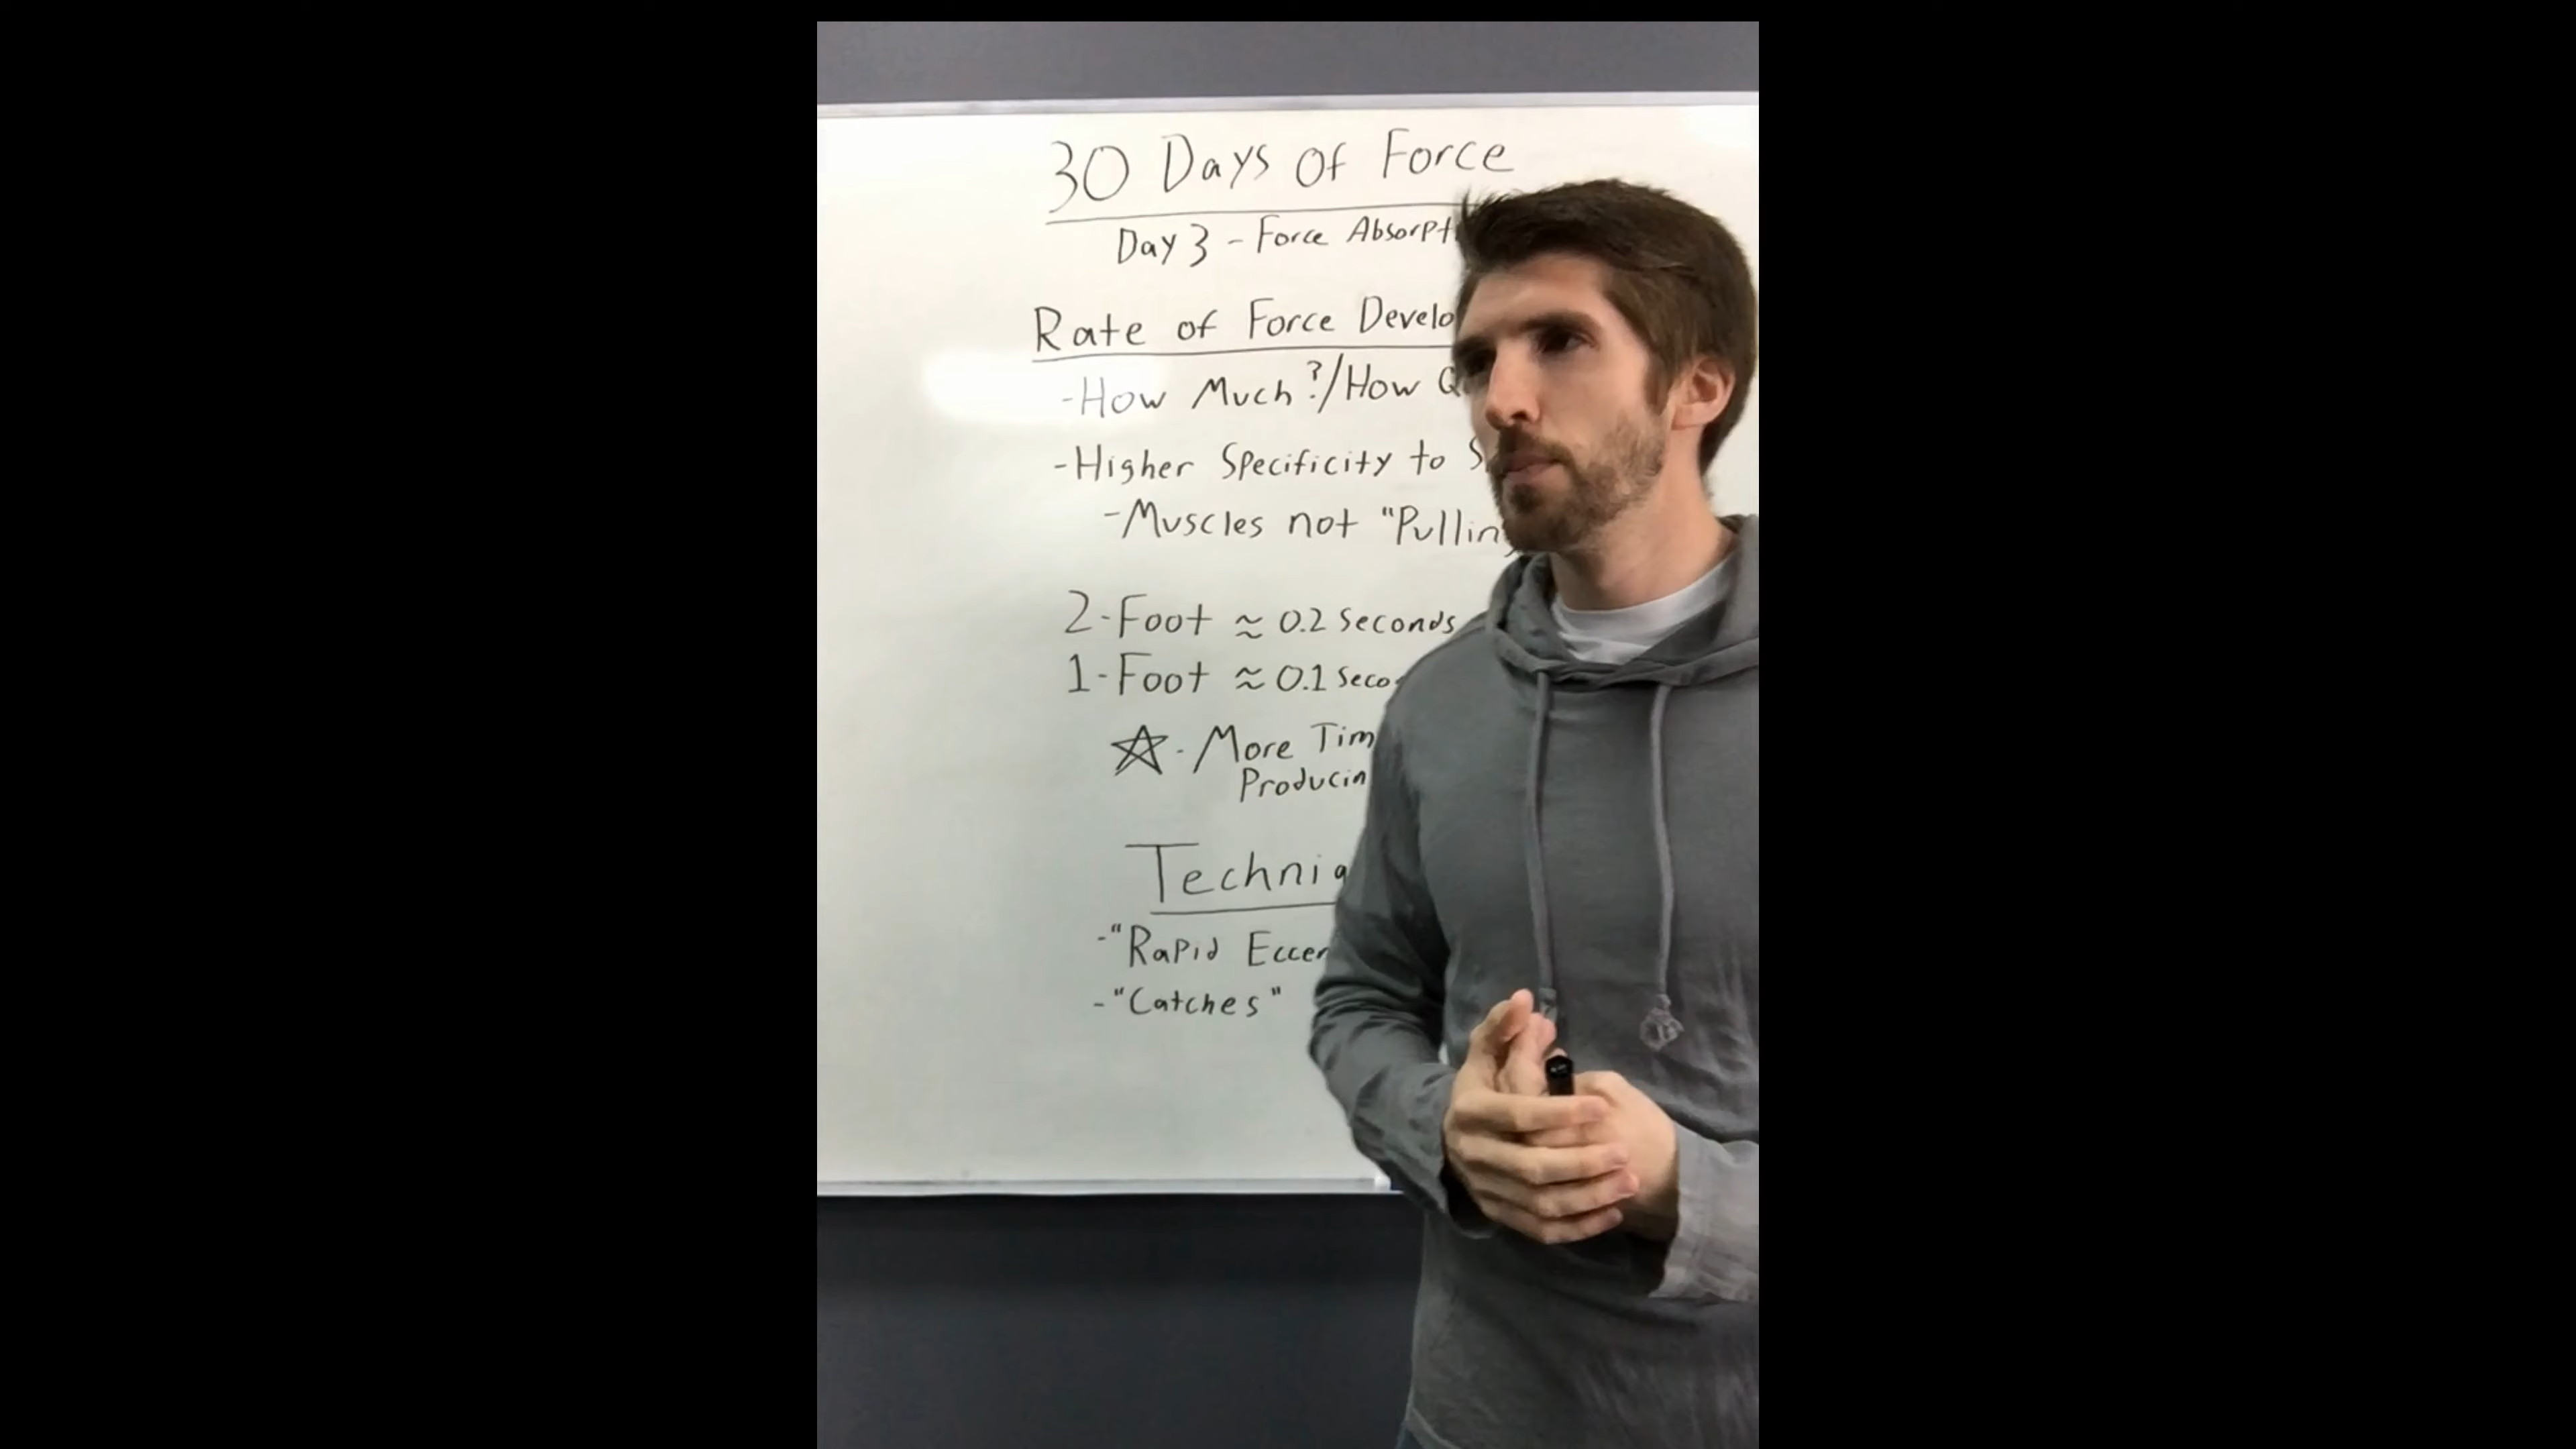 30 Days Of Force
Day 3 - Force Absorpt
Rate of Force Develo
- How Much?/How Q
- Higher Specificity to S
- Muscles not "Pulling
2-Foot ≈ 0.2 Seconds
1-Foot ≈ 0.1 Seco
☆ - More Tim
Producin
Techniq
- "Rapid Eccen
- "Catches"